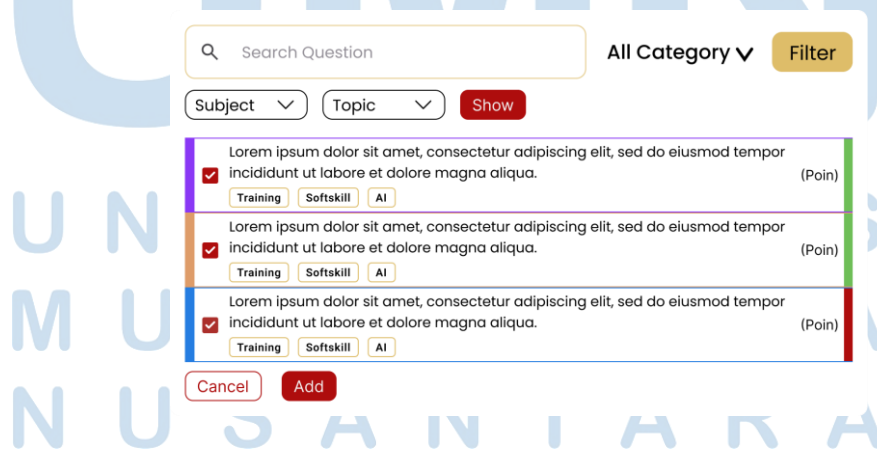 Search Question
All Category
Filter
Subject
Topic
Show
Lorem ipsum dolor sit amet, consectetur adipiscing elit, sed do eiusmod tempor
incididunt ut labore et dolore magna aliqua.
(Poin)
Training Softskill AI
Lorem ipsum dolor sit amet, consectetur adipiscing elit, sed do eiusmod tempor
incididunt ut labore et dolore magna aliqua.
(Poin)
Training Softskill AI
Lorem ipsum dolor sit amet, consectetur adipiscing elit, sed do eiusmod tempor
incididunt ut labore et dolore magna aliqua.
(Poin)
Training Softskill AI
Cancel Add
U N
M U
NUSANTARA